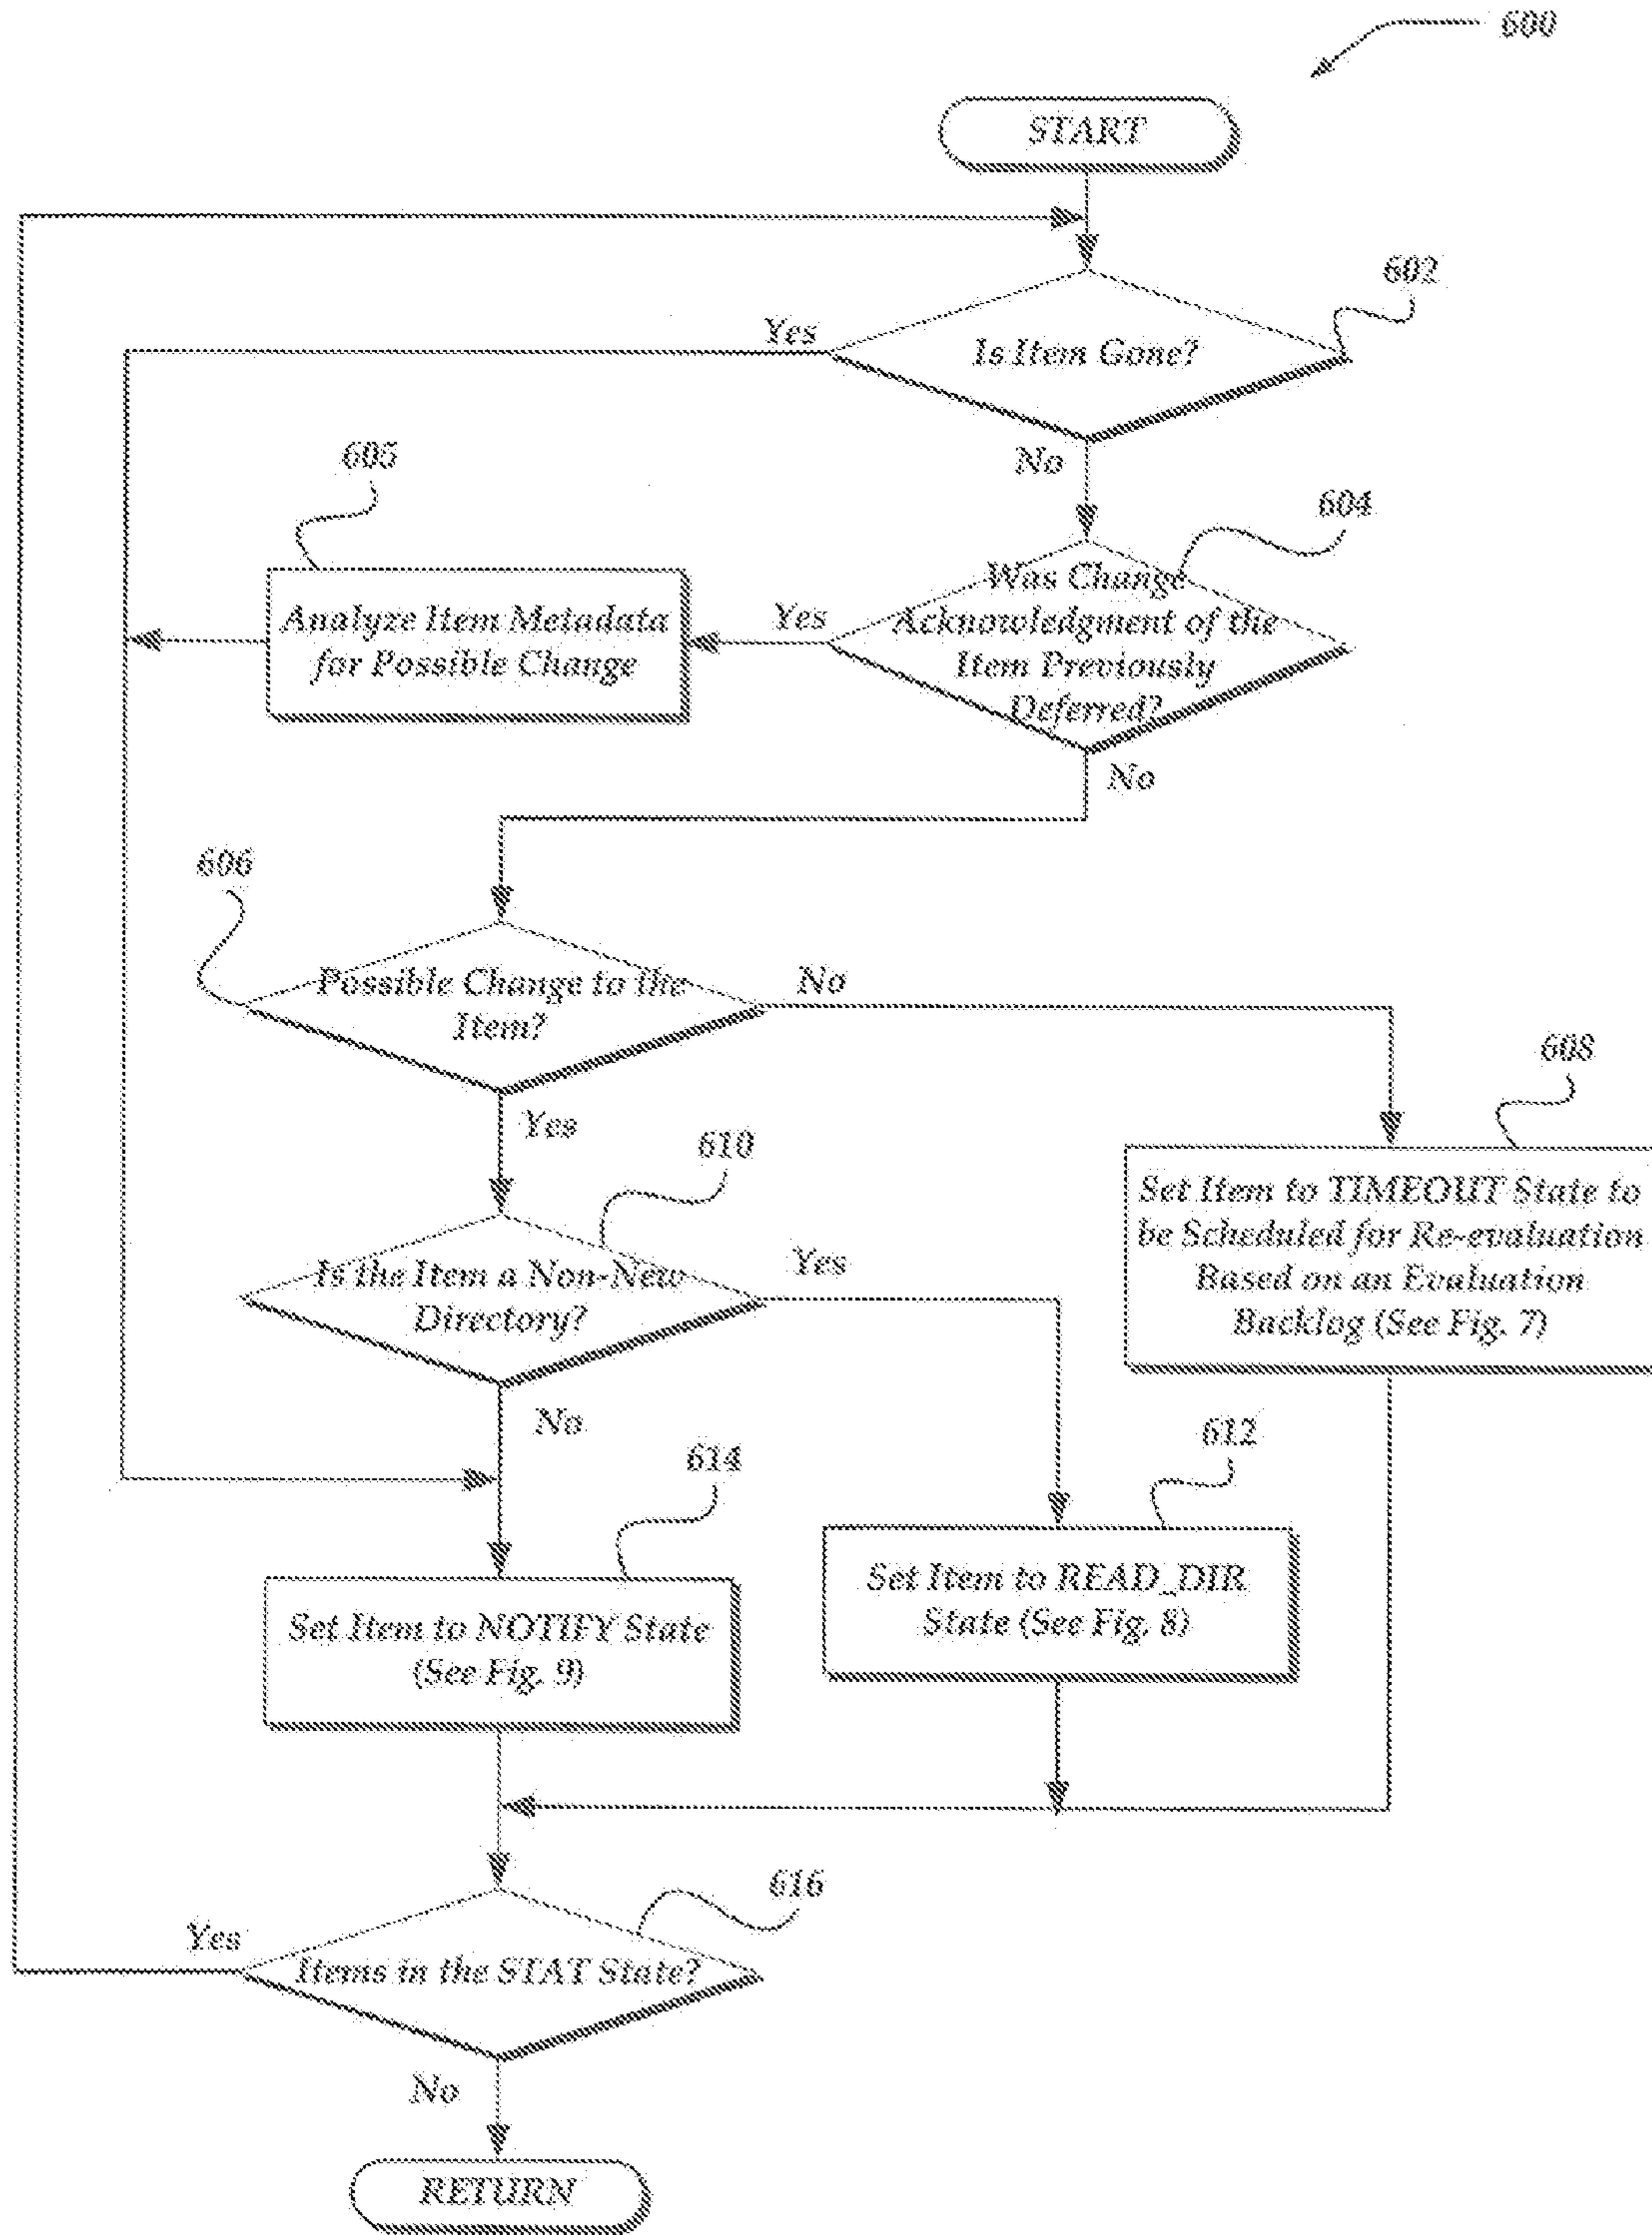 600
START
602
Yes
Is Item Gone?
No
605
604
Analyze Item Metadata
for Possible Change
Yes
Was Change
Acknowledgment of the
Item Previously
Deferred?
No
606
Possible Change to the
Item?
No
Yes
608
610
Set Item to TIMEOUT State to
be Scheduled for Re-evaluation
Based on an Evaluation
Backlog (See Fig. 7)
Is the Item a Non-New
Directory?
Yes
No
612
614
Set Item to READ_DIR
State (See Fig. 8)
Set Item to NOTIFY State
(See Fig. 9)
616
Yes
Items in the STAT State?
No
RETURN